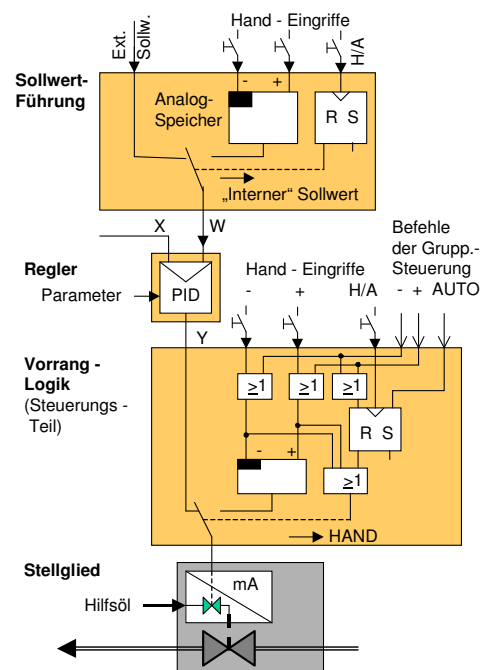 Hand - Eingriffe
Ext.
Sollw.
H/A
Sollwert-
Führung
- +
Analog-
Speicher
R S
„Interner“ Sollwert
X W
Regler
Parameter
PID
Y
Hand - Eingriffe
- + H/A
Befehle
der Grupp.-
Steuerung
- + AUTO
Vorrang -
Logik
(Steuerungs -
Teil)
≥1 ≥1 ≥1
R S
- +
≥1
HAND
Stellglied
mA
Hilfsöl